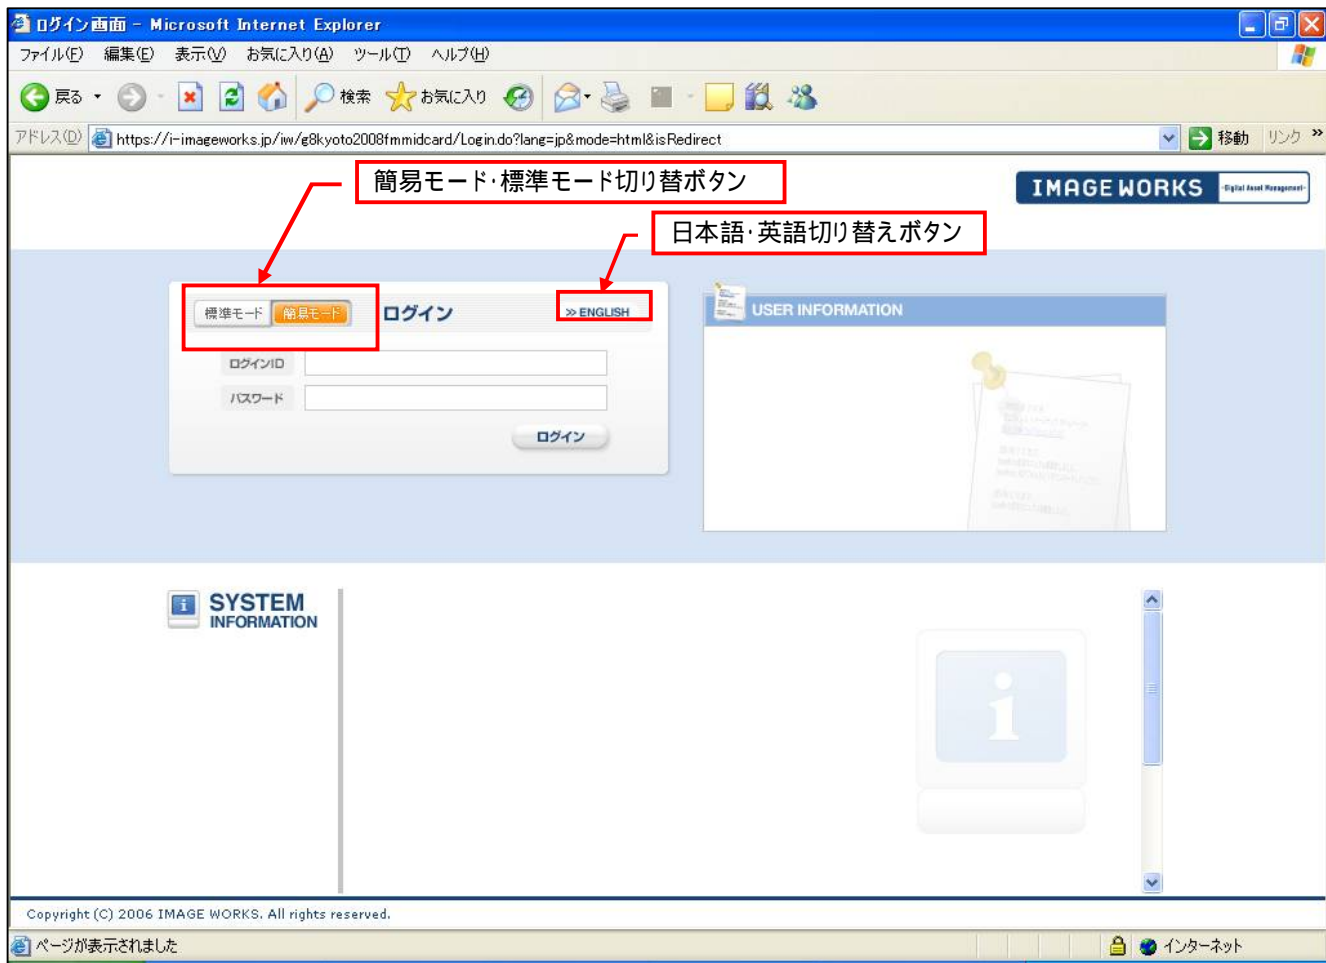 ログイン画面 - Microsoft Internet Explorer
ファイル(F) 編集(E) 表示(V) お気に入り(A) ツール(T) ヘルプ(H)
戻る 検索 お気に入り
アドレス(D) https://i-imageworks.jp/iw/g8kyoto2008fmmidcard/Login.do?lang=jp&mode=html&isRedirect 移動 リンク »
簡易モード・標準モード切り替ボタン
IMAGE WORKS -Digital Asset Management-
日本語・英語切り替えボタン
標準モード 簡易モード ログイン >> ENGLISH
USER INFORMATION
ログインID
パスワード
ログイン
SYSTEM
INFORMATION
Copyright (C) 2006 IMAGE WORKS. All rights reserved.
ページが表示されました インターネット